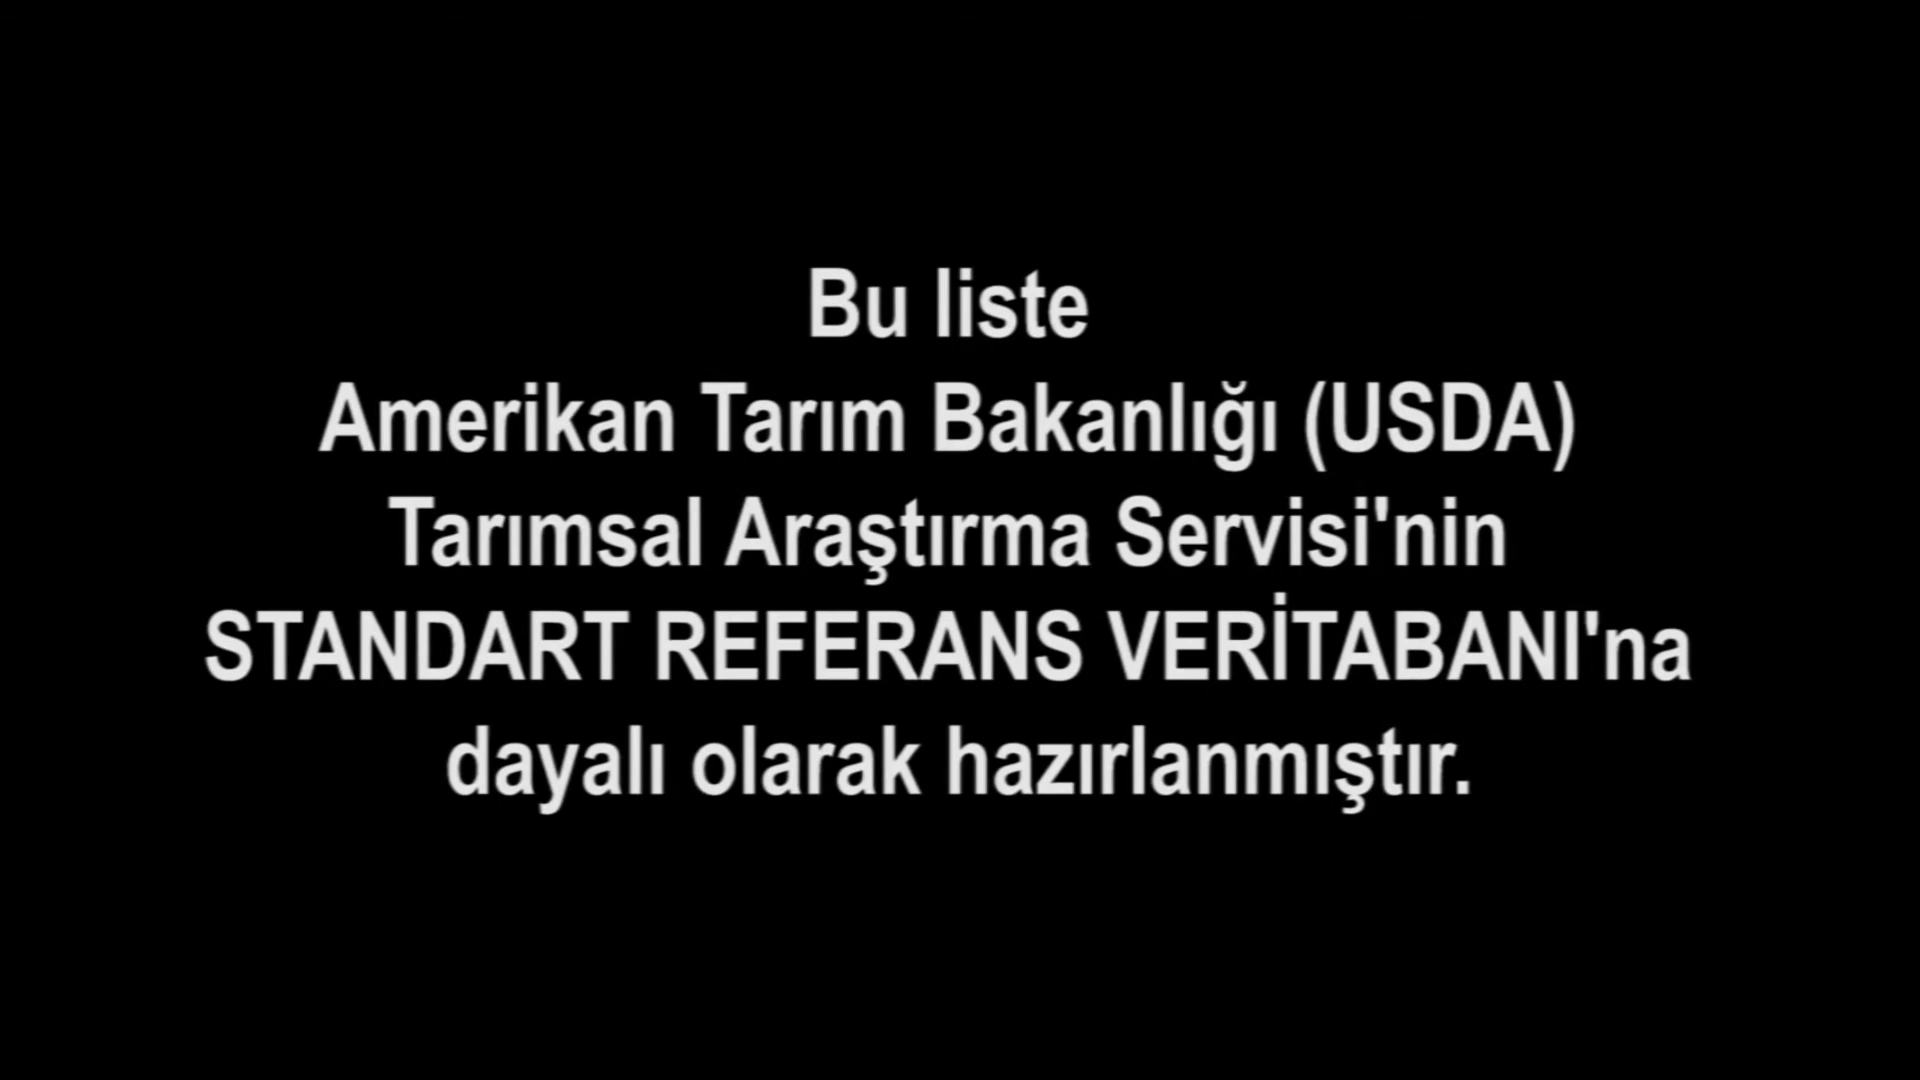 Bu liste
Amerikan Tarım Bakanlığı (USDA)
Tarımsal Araştırma Servisi'nin
STANDART REFERANS VERİTABANI'na
dayalı olarak hazırlanmıştır.